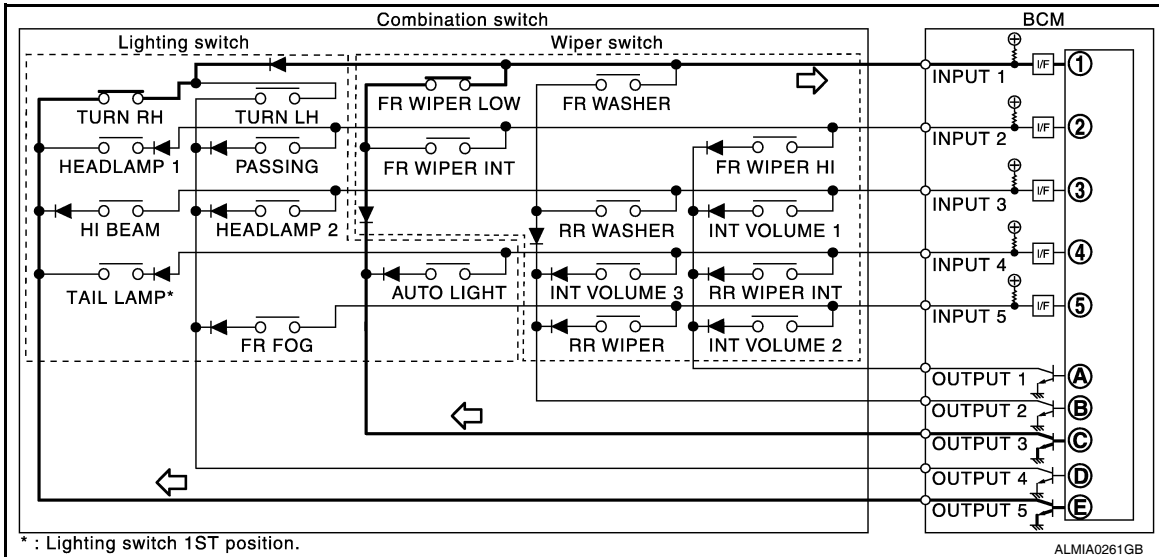 Combination switch
BCM
Lighting switch
Wiper switch
TURN RH
TURN LH
FR WIPER LOW
FR WASHER
INPUT 1
I/F
1
HEADLAMP 1
PASSING
FR WIPER INT
FR WIPER HI
INPUT 2
I/F
2
HI BEAM
HEADLAMP 2
RR WASHER
INT VOLUME 1
INPUT 3
I/F
3
TAIL LAMP*
AUTO LIGHT
INT VOLUME 3
RR WIPER INT
INPUT 4
I/F
4
FR FOG
RR WIPER
INT VOLUME 2
INPUT 5
I/F
5
OUTPUT 1
A
OUTPUT 2
B
OUTPUT 3
C
OUTPUT 4
D
OUTPUT 5
E
* : Lighting switch 1ST position.
ALMIA0261GB